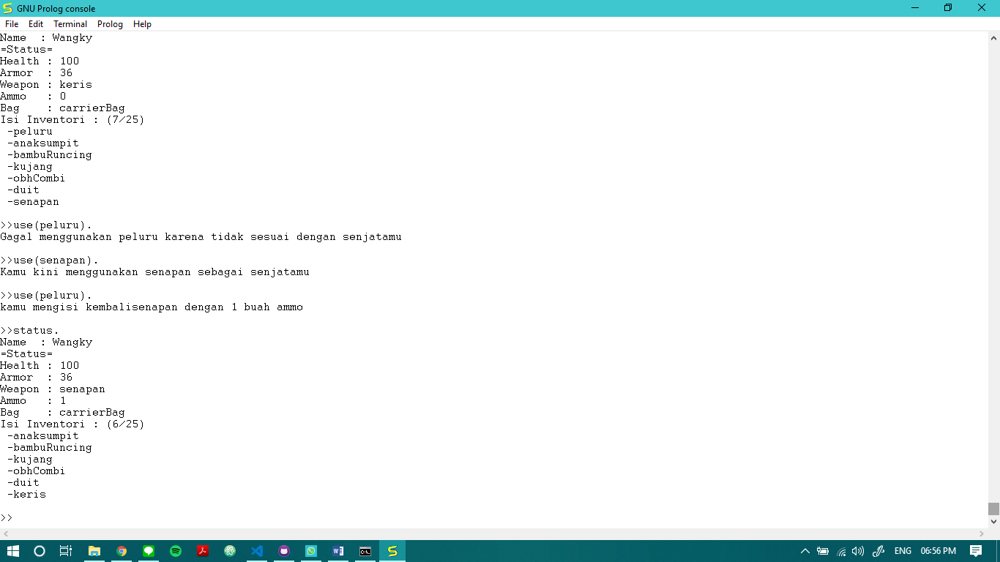 GNU Prolog console
File Edit Terminal Prolog Help
Name  : Wangky
=Status=
Health : 100
Armor  : 36
Weapon : keris
Ammo   : 0
Bag    : carrierBag
Isi Inventori : (7/25)
 -peluru
 -anaksumpit
 -bambuRuncing
 -kujang
 -obhCombi
 -duit
 -senapan
>>use(peluru).
Gagal menggunakan peluru karena tidak sesuai dengan senjatamu
>>use(senapan).
Kamu kini menggunakan senapan sebagai senjatamu
>>use(peluru).
kamu mengisi kembalisenapan dengan 1 buah ammo
>>status.
Name  : Wangky
=Status=
Health : 100
Armor  : 36
Weapon : senapan
Ammo   : 1
Bag    : carrierBag
Isi Inventori : (6/25)
 -anaksumpit
 -bambuRuncing
 -kujang
 -obhCombi
 -duit
 -keris
>>
ENG 06:56 PM